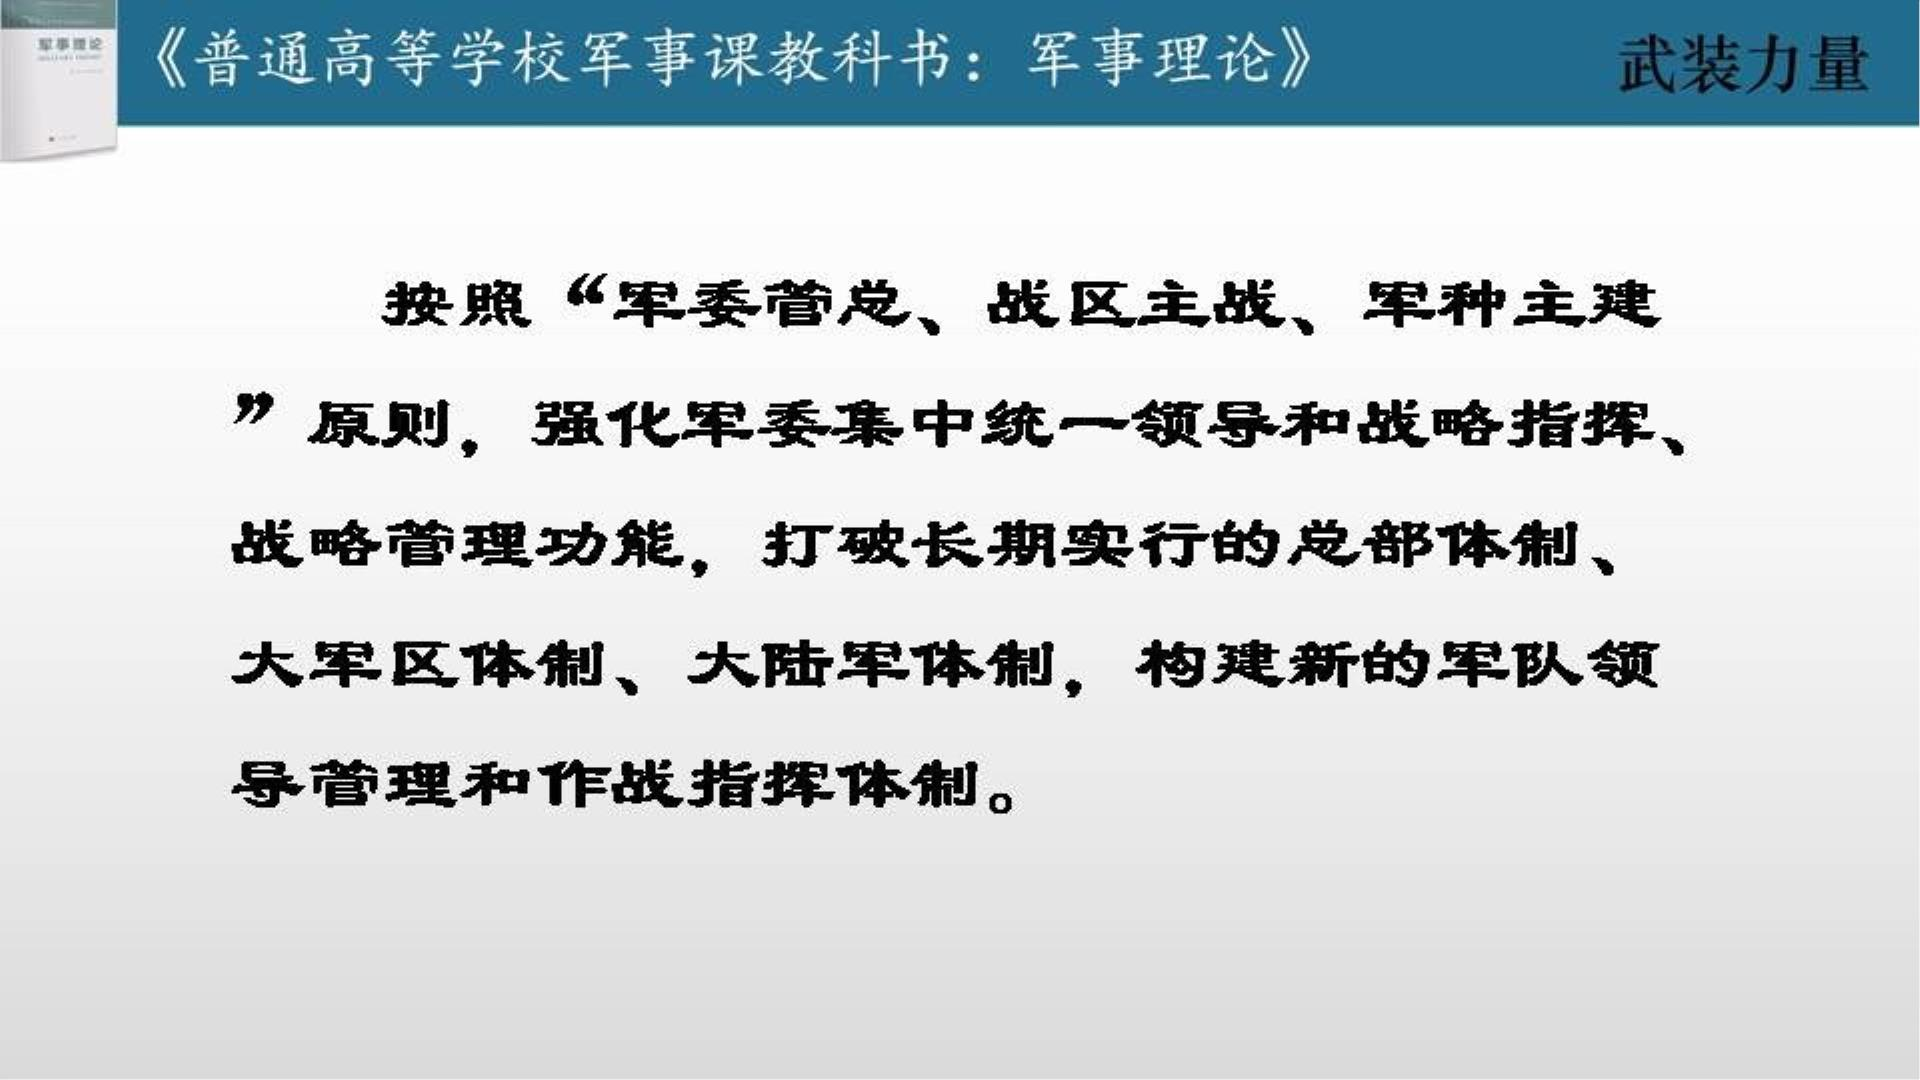 军事理论
《普通高等学校军事课教科书：军事理论》
武装力量
按照“军委管总、战区主战、军种主建
”原则，强化军委集中统一领导和战略指挥、
战略管理功能，打破长期实行的总部体制、
大军区体制、大陆军体制，构建新的军队领
导管理和作战指挥体制。